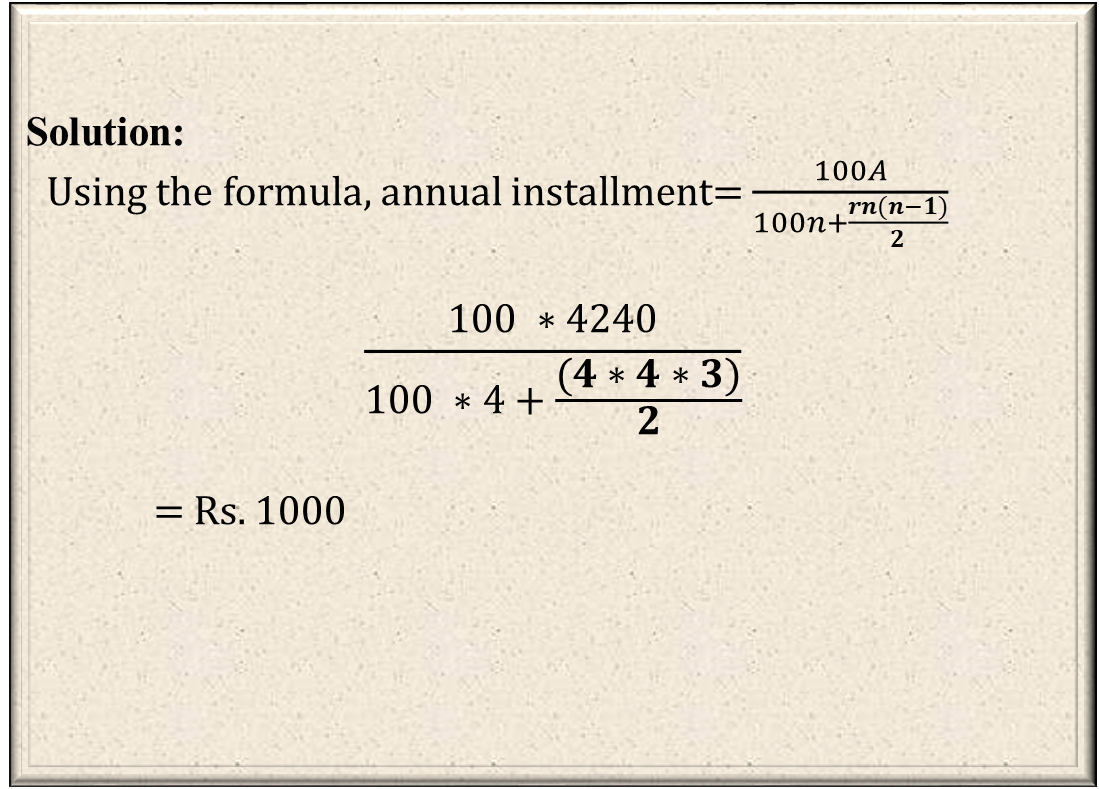 Solution:
Using the formula, annual installment= 100A / 100n+ rn(n−1) / 2
100 ∗ 4240
100 ∗ 4 + (4 ∗ 4 ∗ 3) / 2
= Rs. 1000